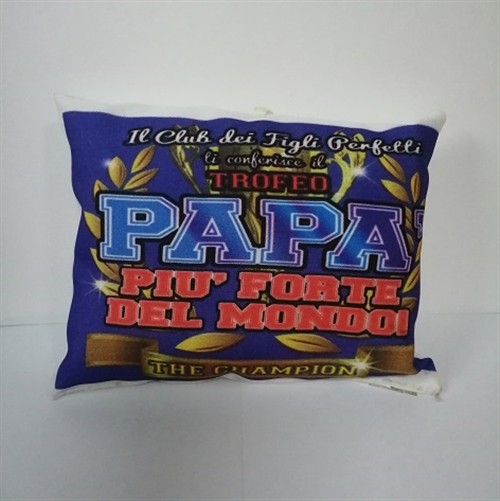 Il Club dei Figli Perfetti
ti conferisce il
TROFEO
PAPA'
PIU' FORTE
DEL MONDO!
THE CHAMPION